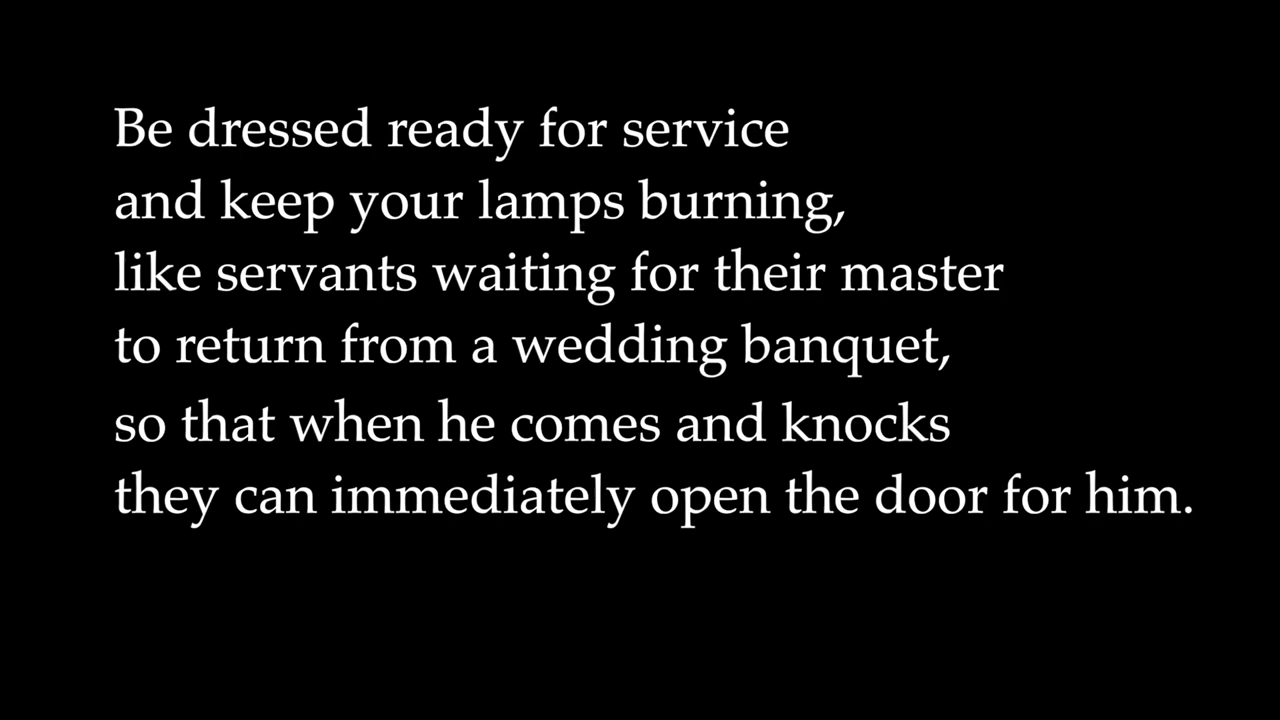 Be dressed ready for service
and keep your lamps burning,
like servants waiting for their master
to return from a wedding banquet,
so that when he comes and knocks
they can immediately open the door for him.